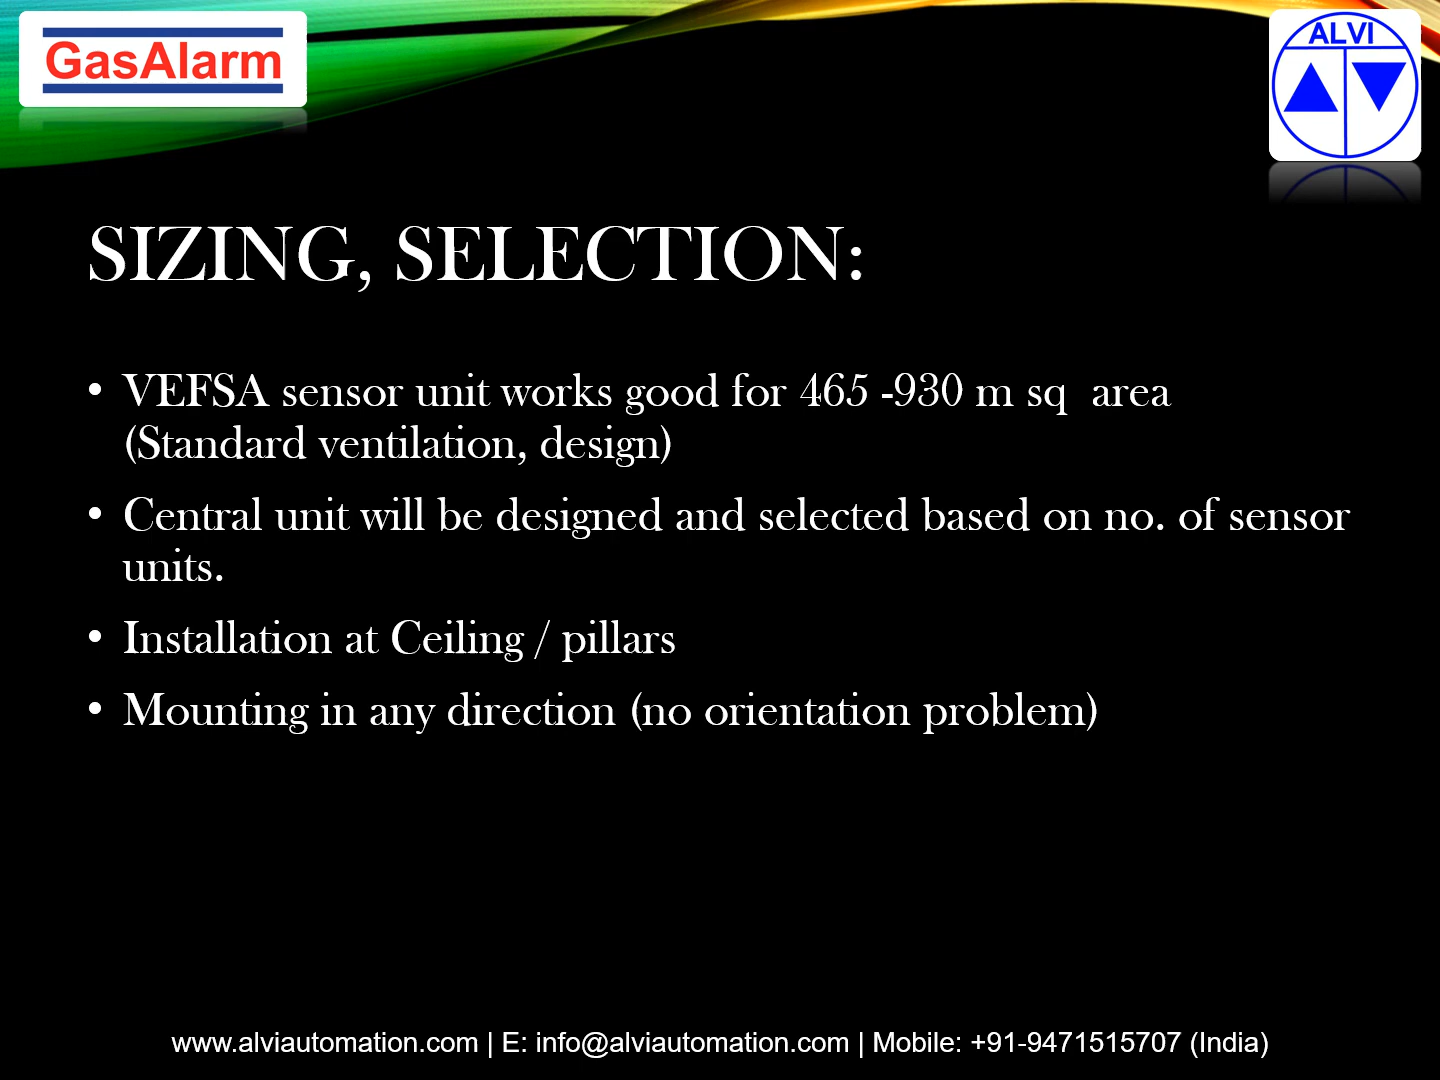 GasAlarm
ALVI
SIZING, SELECTION:
• VEFSA sensor unit works good for 465 -930 m sq  area
(Standard ventilation, design)
• Central unit will be designed and selected based on no. of sensor
units.
• Installation at Ceiling / pillars
• Mounting in any direction (no orientation problem)
www.alviautomation.com | E: info@alviautomation.com | Mobile: +91-9471515707 (India)